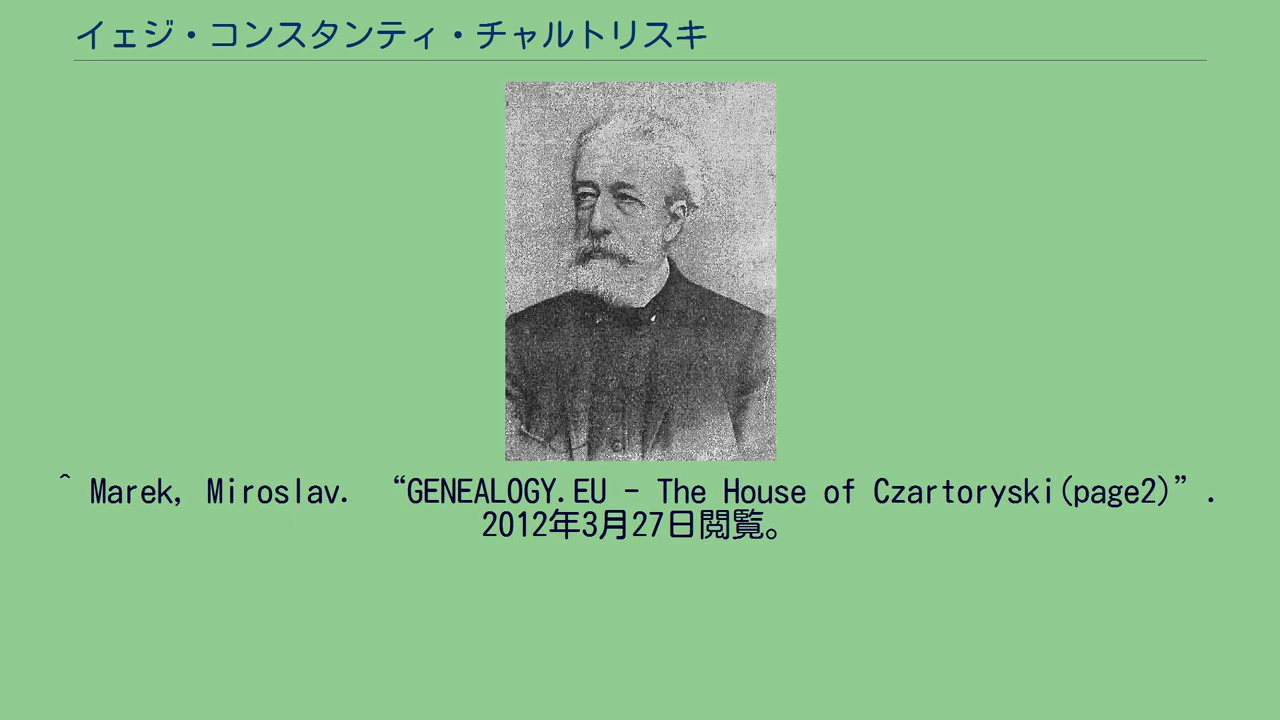 イェジ・コンスタンティ・チャルトリスキ
^ Marek, Miroslav. “GENEALOGY.EU - The House of Czartoryski(page2)”.
2012年3月27日閲覧。